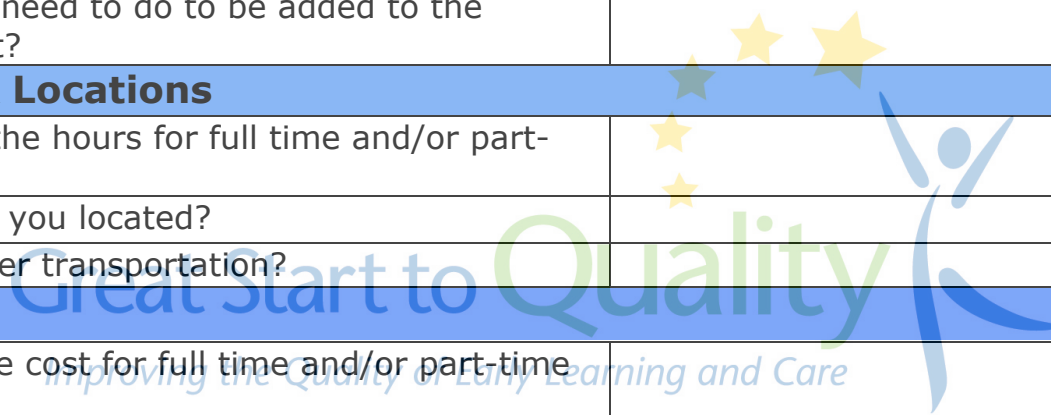 need to do to be added to the
t?
Locations
the hours for full time and/or part-
you located?
er transportation?
Great Start to Quality
e cost for full time and/or part-time
Improving the Quality of Early Learning and Care